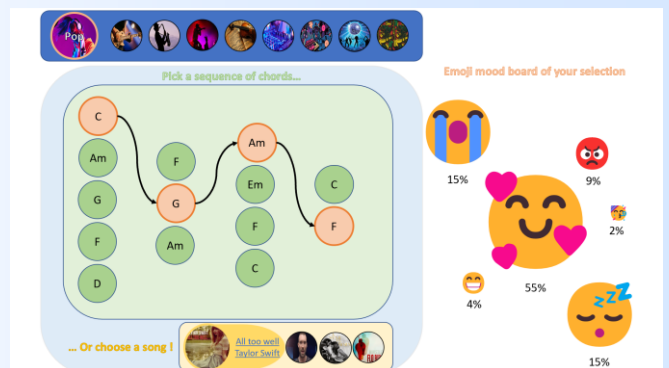 Pop
Pick a sequence of chords...
Emoji mood board of your selection
C
Am
G
F
D
F
G
Am
Am
Em
F
C
C
F
15%
9%
2%
55%
4%
zzZ
15%
... Or choose a song !
All too well
Taylor Swift